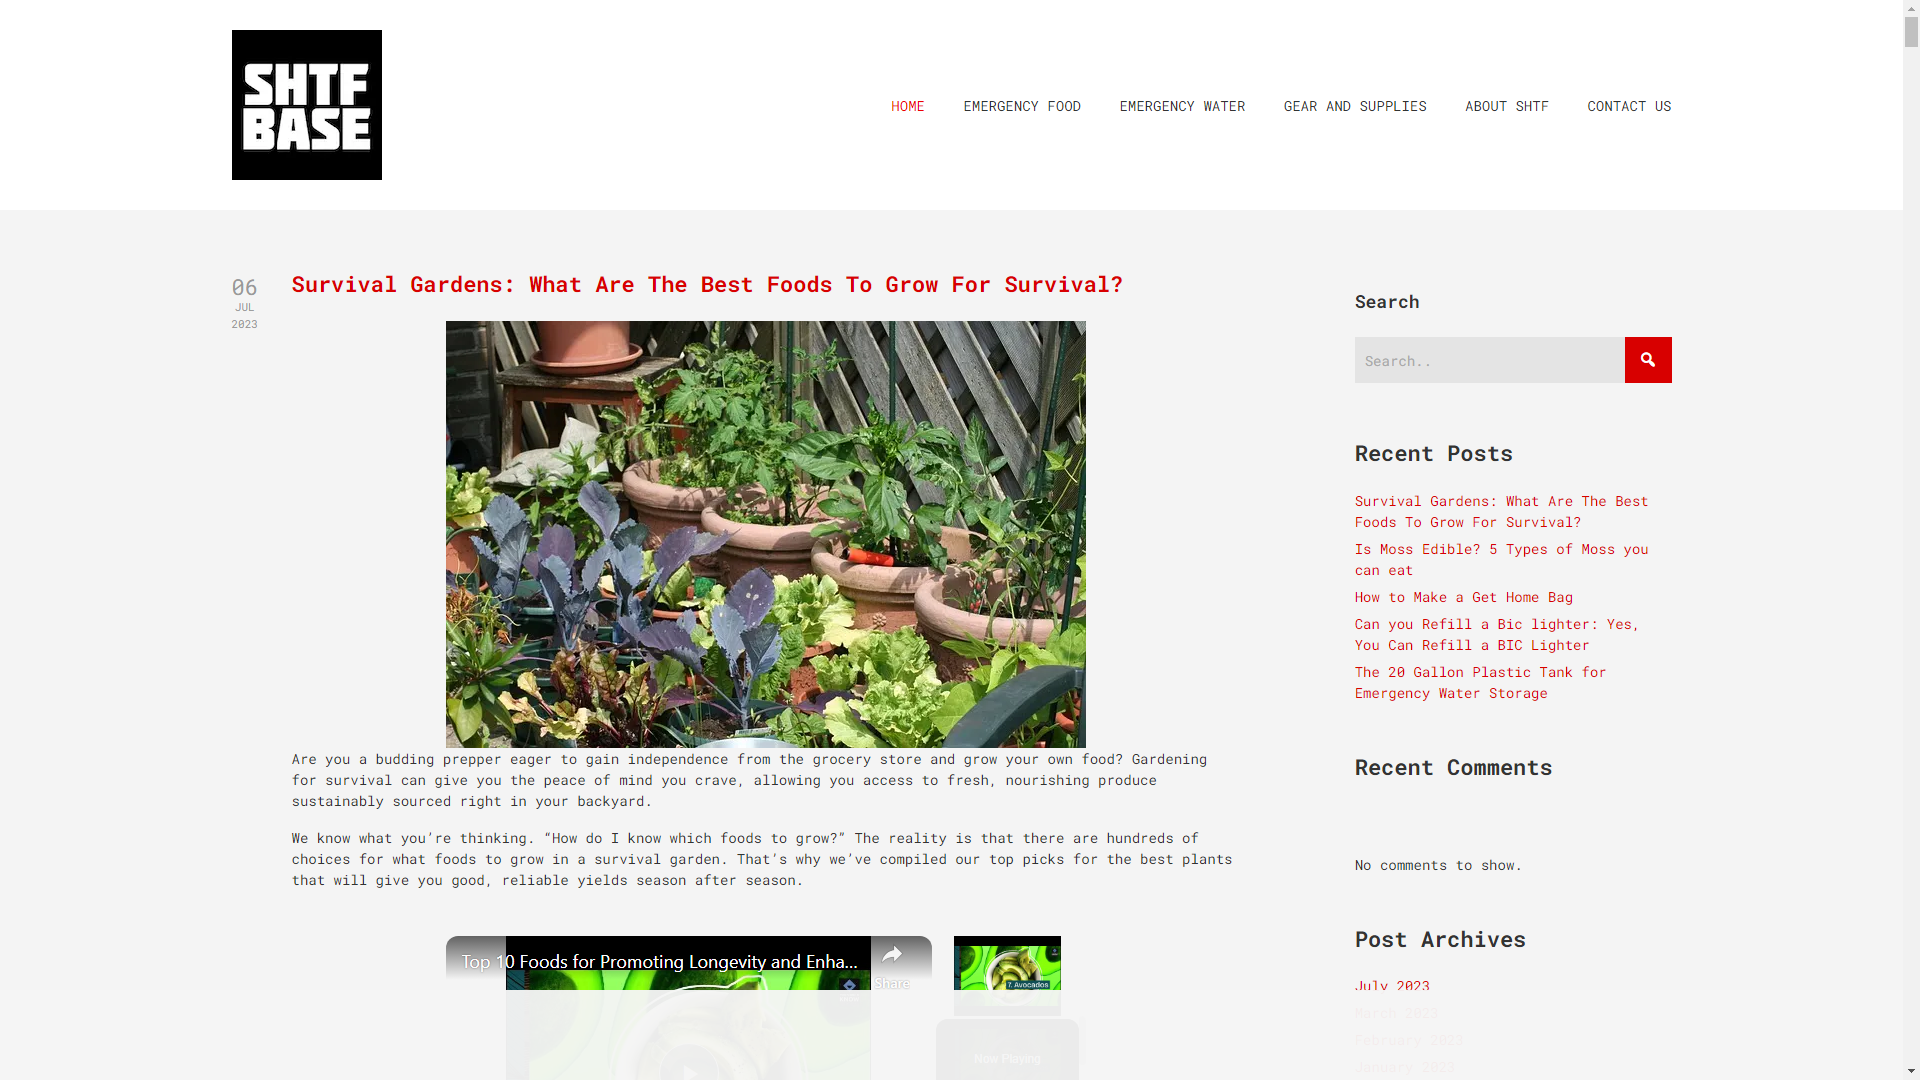 SHTF
BASE
HOME
EMERGENCY FOOD
EMERGENCY WATER
GEAR AND SUPPLIES
ABOUT SHTF
CONTACT US
06
JUL
2023
Survival Gardens: What Are The Best Foods To Grow For Survival?
Are you a budding prepper eager to gain independence from the grocery store and grow your own food? Gardening
for survival can give you the peace of mind you crave, allowing you access to fresh, nourishing produce
sustainably sourced right in your backyard.
We know what you’re thinking. “How do I know which foods to grow?” The reality is that there are hundreds of
choices for what foods to grow in a survival garden. That’s why we’ve compiled our top picks for the best plants
that will give you good, reliable yields season after season.
Top 10 Foods for Promoting Longevity and Enha...
Share
7. Avocados
Now Playing
Search
Search..
Recent Posts
Survival Gardens: What Are The Best
Foods To Grow For Survival?
Is Moss Edible? 5 Types of Moss you
can eat
How to Make a Get Home Bag
Can you Refill a Bic lighter: Yes,
You Can Refill a BIC Lighter
The 20 Gallon Plastic Tank for
Emergency Water Storage
Recent Comments
No comments to show.
Post Archives
July 2023
March 2023
February 2023
January 2023